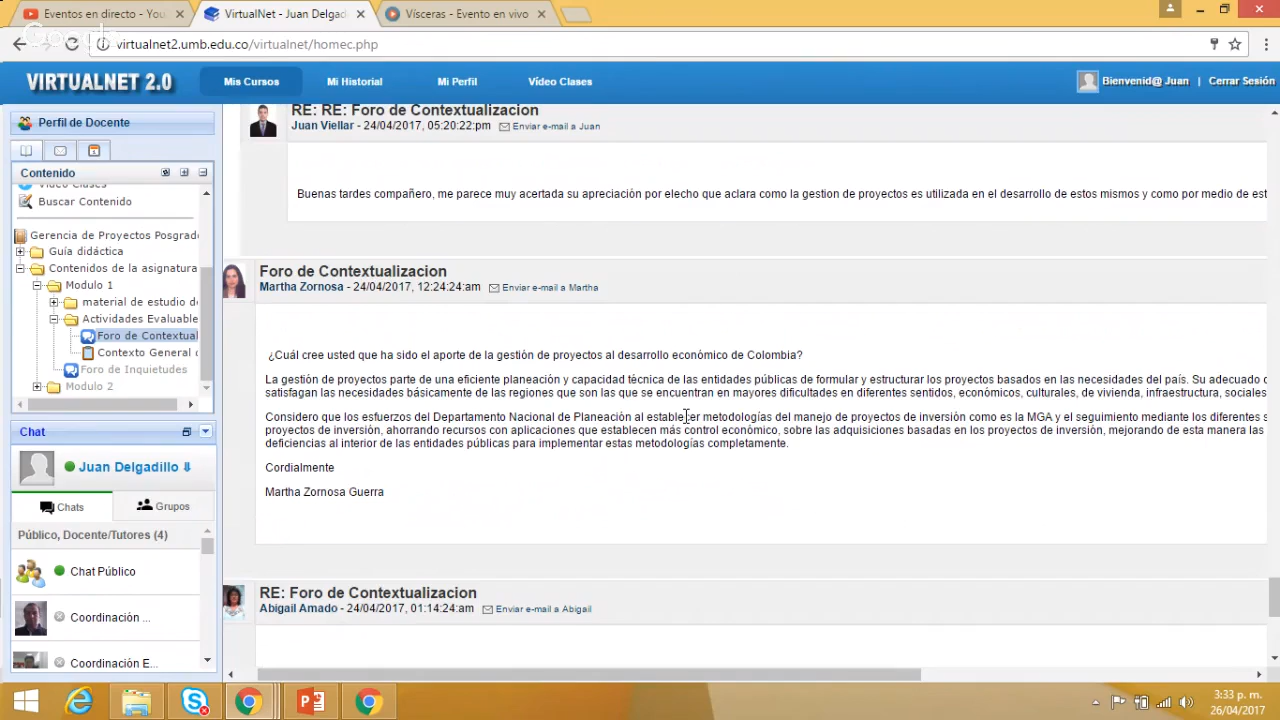 Eventos en directo - You
VirtualNet - Juan Delgad
Vísceras - Evento en vivo
Google
virtualnet2.umb.edu.co/virtualnet/homec.php
VIRTUALNET 2.0
Mis Cursos
Mi Historial
Mi Perfil
Vídeo Clases
Bienvenid@ Juan | Cerrar Sesión
Perfil de Docente
Contenido
Video Clases
Buscar Contenido
Gerencia de Proyectos Posgrad
Guía didáctica
Contenidos de la asignatura
Modulo 1
material de estudio de
Actividades Evaluable
Foro de Contextual
Contexto General
Foro de Inquietudes
Modulo 2
Chat
Juan Delgadillo
Chats
Grupos
Público, Docente/Tutores (4)
Chat Público
Coordinación ...
Coordinación E...
RE: RE: Foro de Contextualizacion
Juan Viellar - 24/04/2017, 05:20:22:pm Enviar e-mail a Juan
Buenas tardes compañero, me parece muy acertada su apreciación por elecho que aclara como la gestion de proyectos es utilizada en el desarrollo de estos mismos y como por medio de est
Foro de Contextualizacion
Martha Zornosa - 24/04/2017, 12:24:24:am Enviar e-mail a Martha
¿Cuál cree usted que ha sido el aporte de la gestión de proyectos al desarrollo económico de Colombia?
La gestión de proyectos parte de una eficiente planeación y capacidad técnica de las entidades públicas de formular y estructurar los proyectos basados en las necesidades del país. Su adecuado
satisfagan las necesidades básicamente de las regiones que son las que se encuentran en mayores dificultades en diferentes sentidos, económicos, culturales, de vivienda, infraestructura, sociales
Considero que los esfuerzos del Departamento Nacional de Planeación al establecer metodologías del manejo de proyectos de inversión como es la MGA y el seguimiento mediante los diferentes s
proyectos de inversión, ahorrando recursos con aplicaciones que establecen más control económico, sobre las adquisiciones basadas en los proyectos de inversión, mejorando de esta manera las
deficiencias al interior de las entidades públicas para implementar estas metodologías completamente.
Cordialmente
Martha Zornosa Guerra
RE: Foro de Contextualizacion
Abigail Amado - 24/04/2017, 01:14:24:am Enviar e-mail a Abigail
3:33 p. m.
26/04/2017